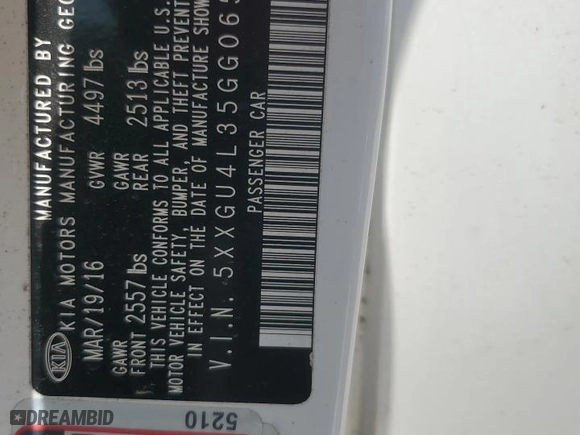 MANUFACTURED BY
KIA MOTORS MANUFACTURING GEO
MAR/19/16 GVWR 4497 lbs
GAWR FRONT 2557 lbs GAWR REAR 2513 lbs
THIS VEHICLE CONFORMS TO ALL APPLICABLE U.S.
MOTOR VEHICLE SAFETY, BUMPER, AND THEFT PREVENT
IN EFFECT ON THE DATE OF MANUFACTURE SHOW
V.I.N. 5XXGU4L35GG065
PASSENGER CAR
KIA
5210
DREAMBID